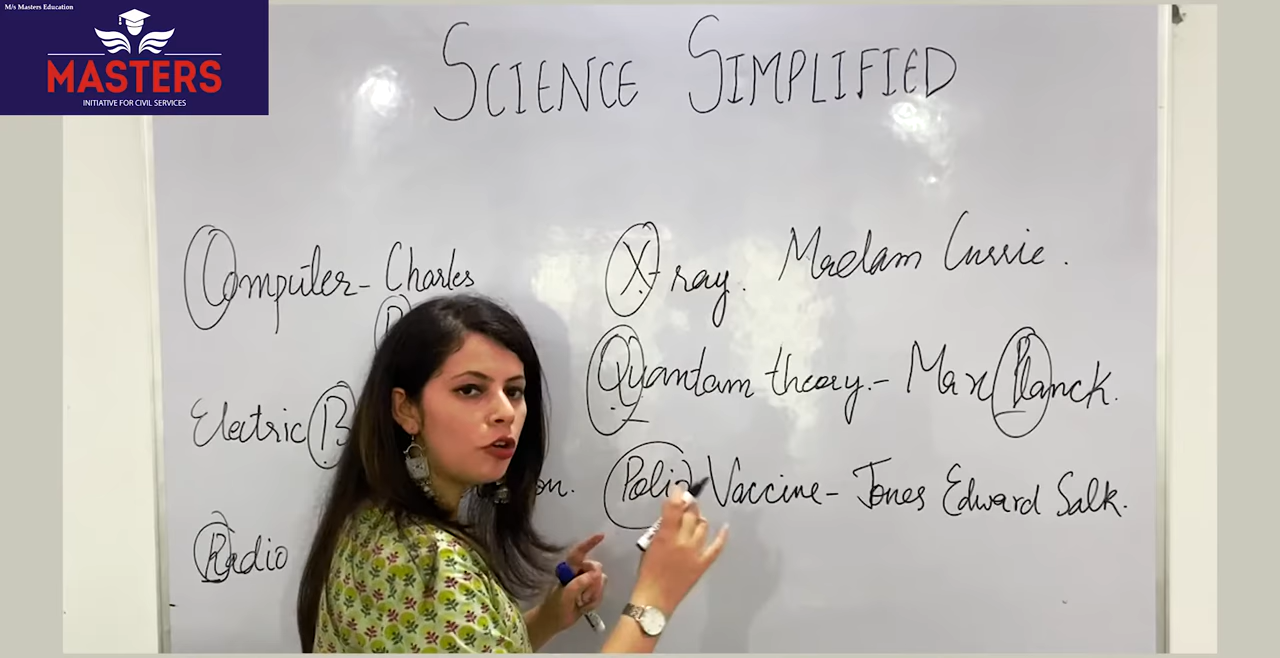 M/s Masters Education
MASTERS
INITIATIVE FOR CIVIL SERVICES
SCIENCE SIMPLIFIED
Computer - Charles
Electric B
Radio
X-ray. Madam Currie.
Quantam theory. - Max Planck.
Polio Vaccine - Jones Edward Salk.